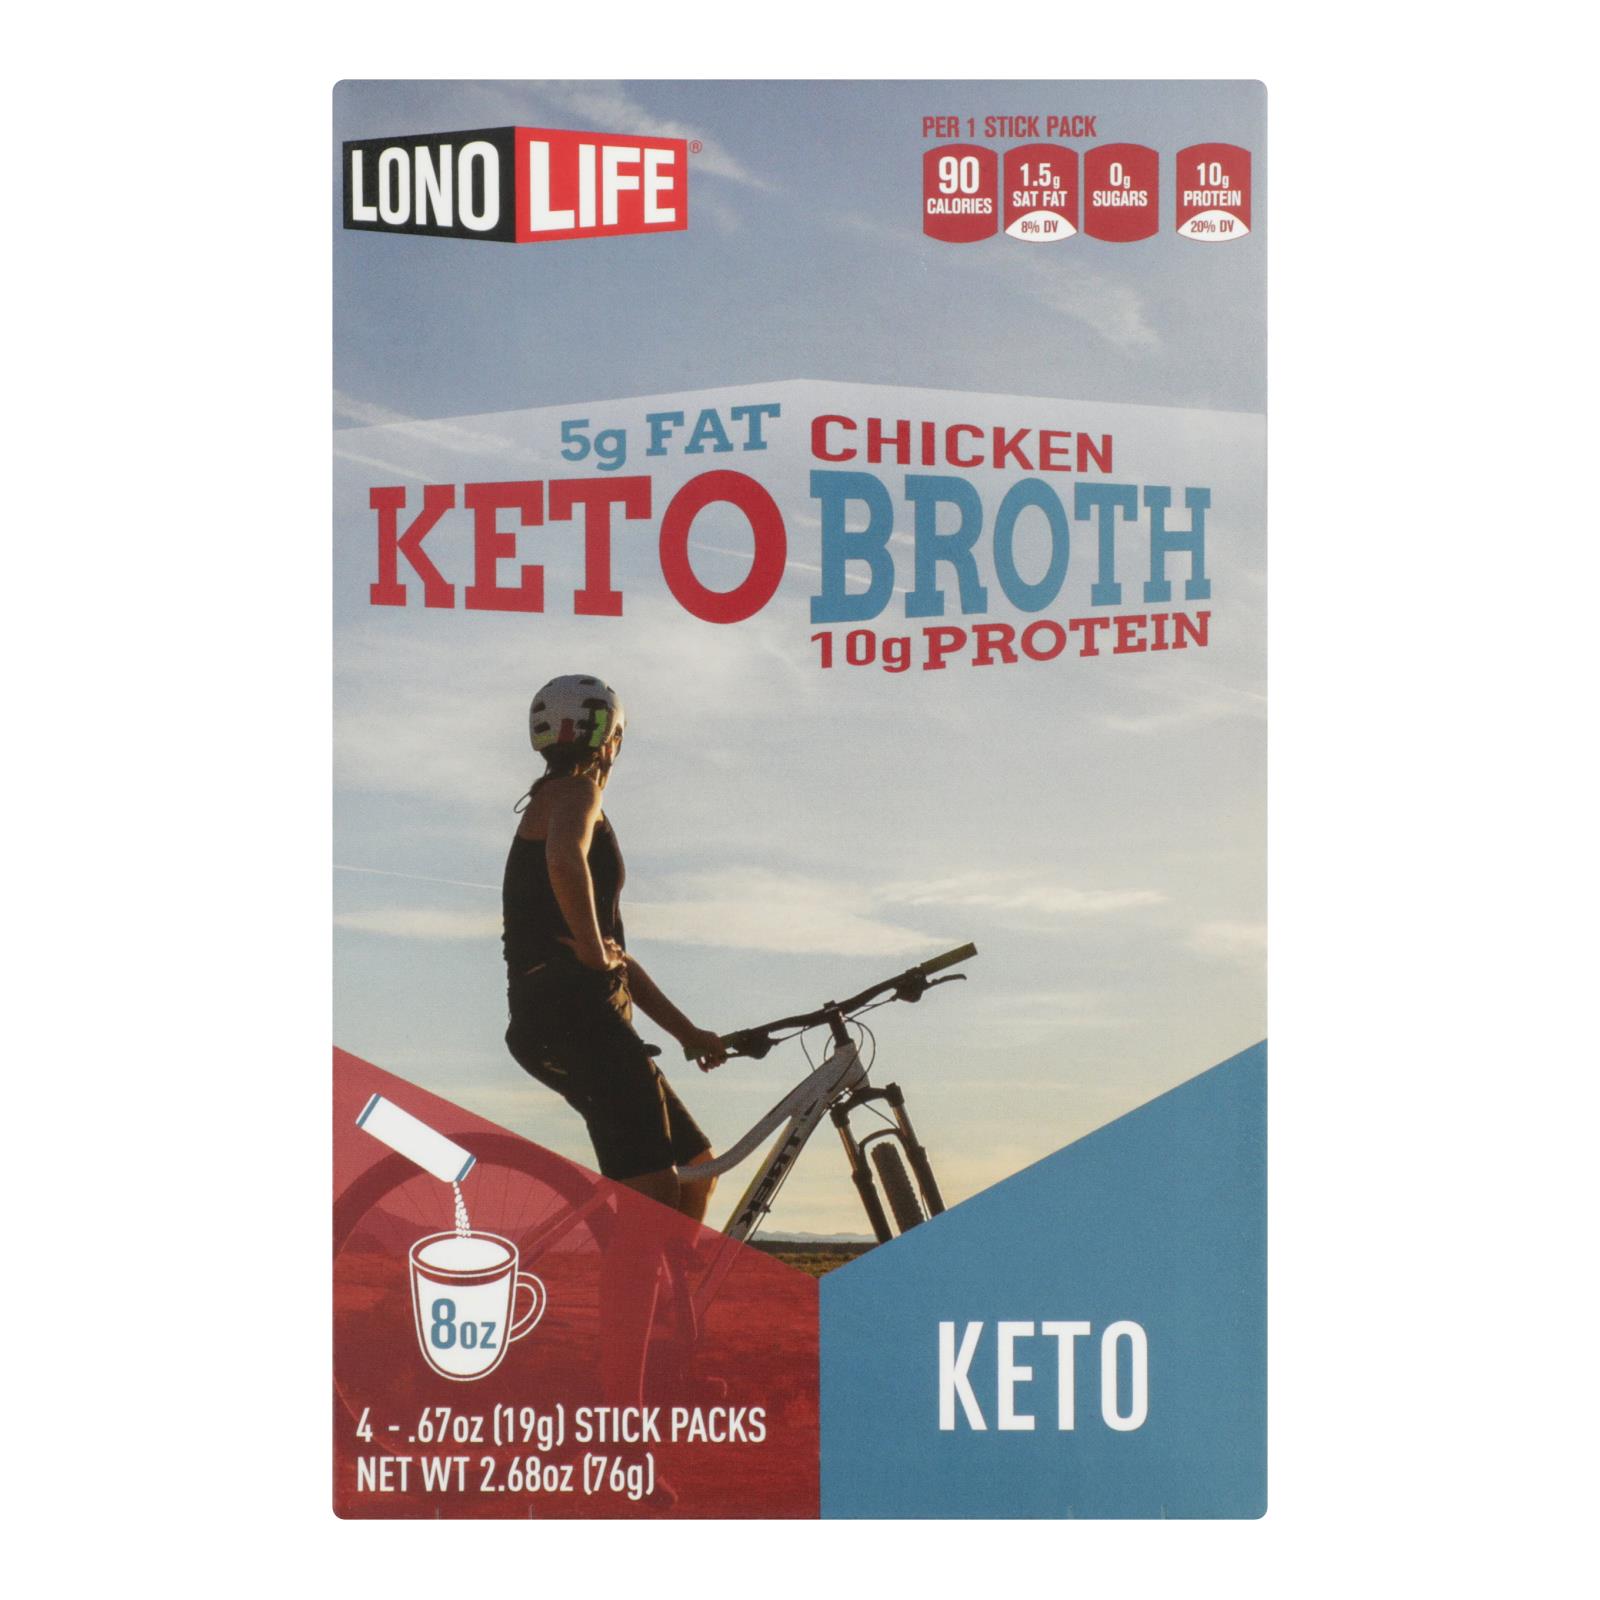 LONO LIFE®
PER 1 STICK PACK
90 CALORIES
1.5g SAT FAT 8% DV
0g SUGARS
10g PROTEIN 20% DV
5g FAT
KETO
CHICKEN
BROTH
10g PROTEIN
TREK
8oz
4 - .67oz (19g) STICK PACKS
NET WT 2.68oz (76g)
KETO